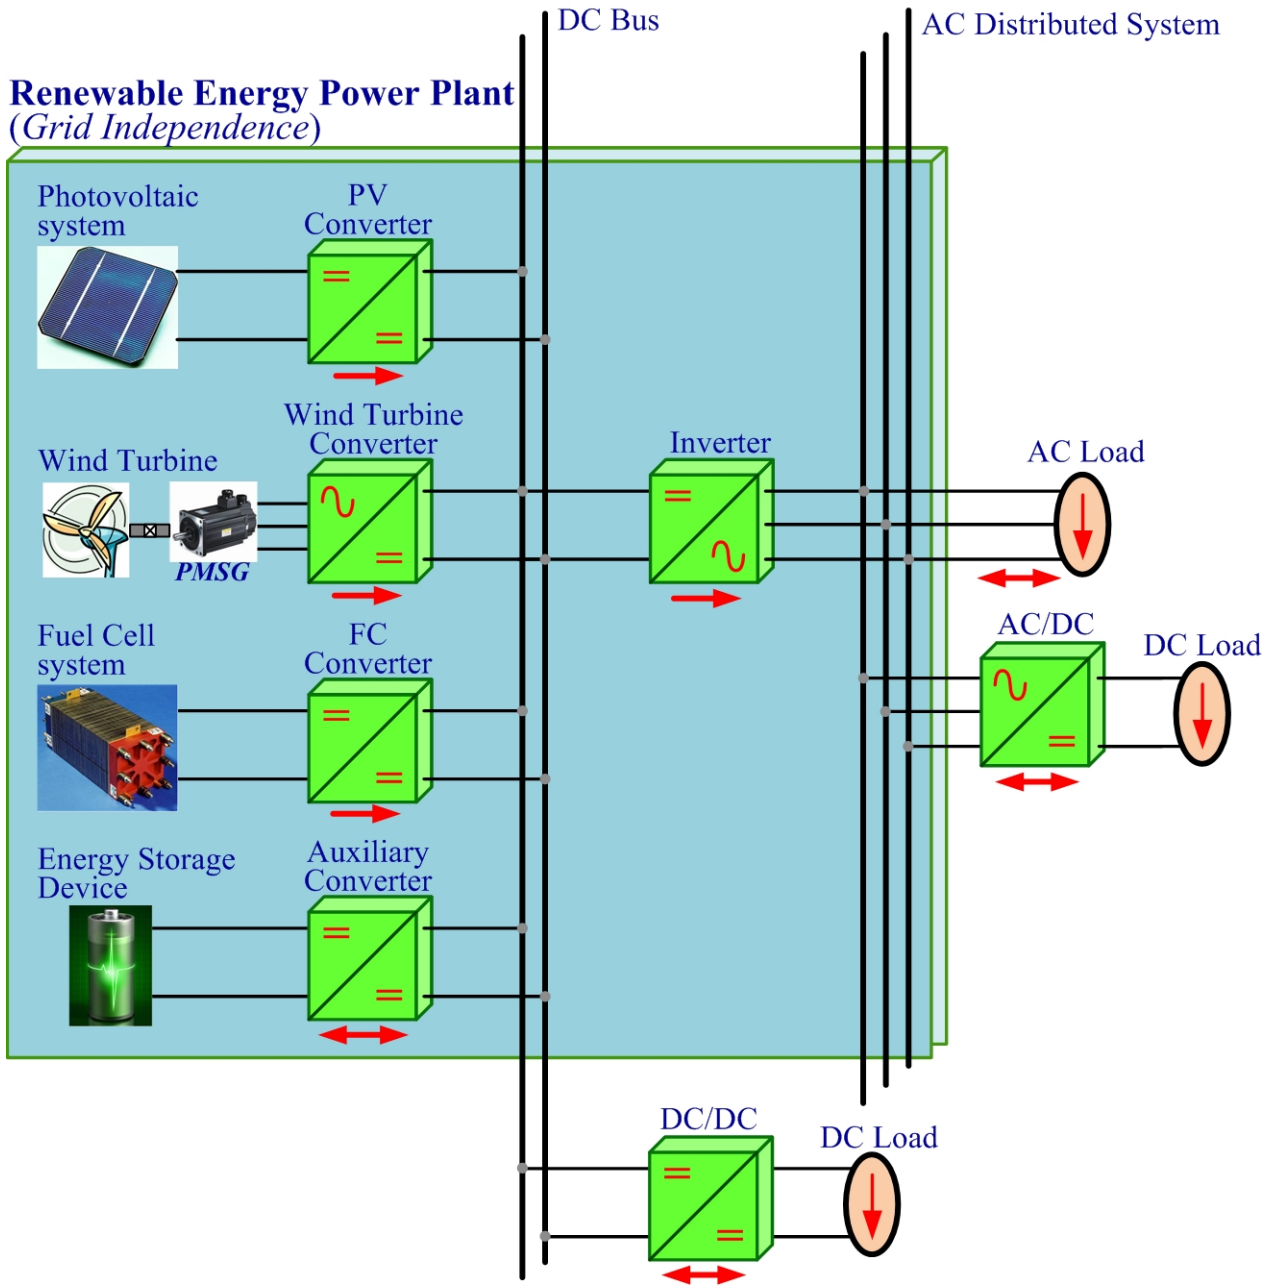 DC Bus
AC Distributed System
Renewable Energy Power Plant
(Grid Independence)
Photovoltaic
system
PV
Converter
Wind Turbine
Converter
Wind Turbine
PMSG
Inverter
AC Load
Fuel Cell
system
FC
Converter
AC/DC
DC Load
Energy Storage
Device
Auxiliary
Converter
DC/DC
DC Load